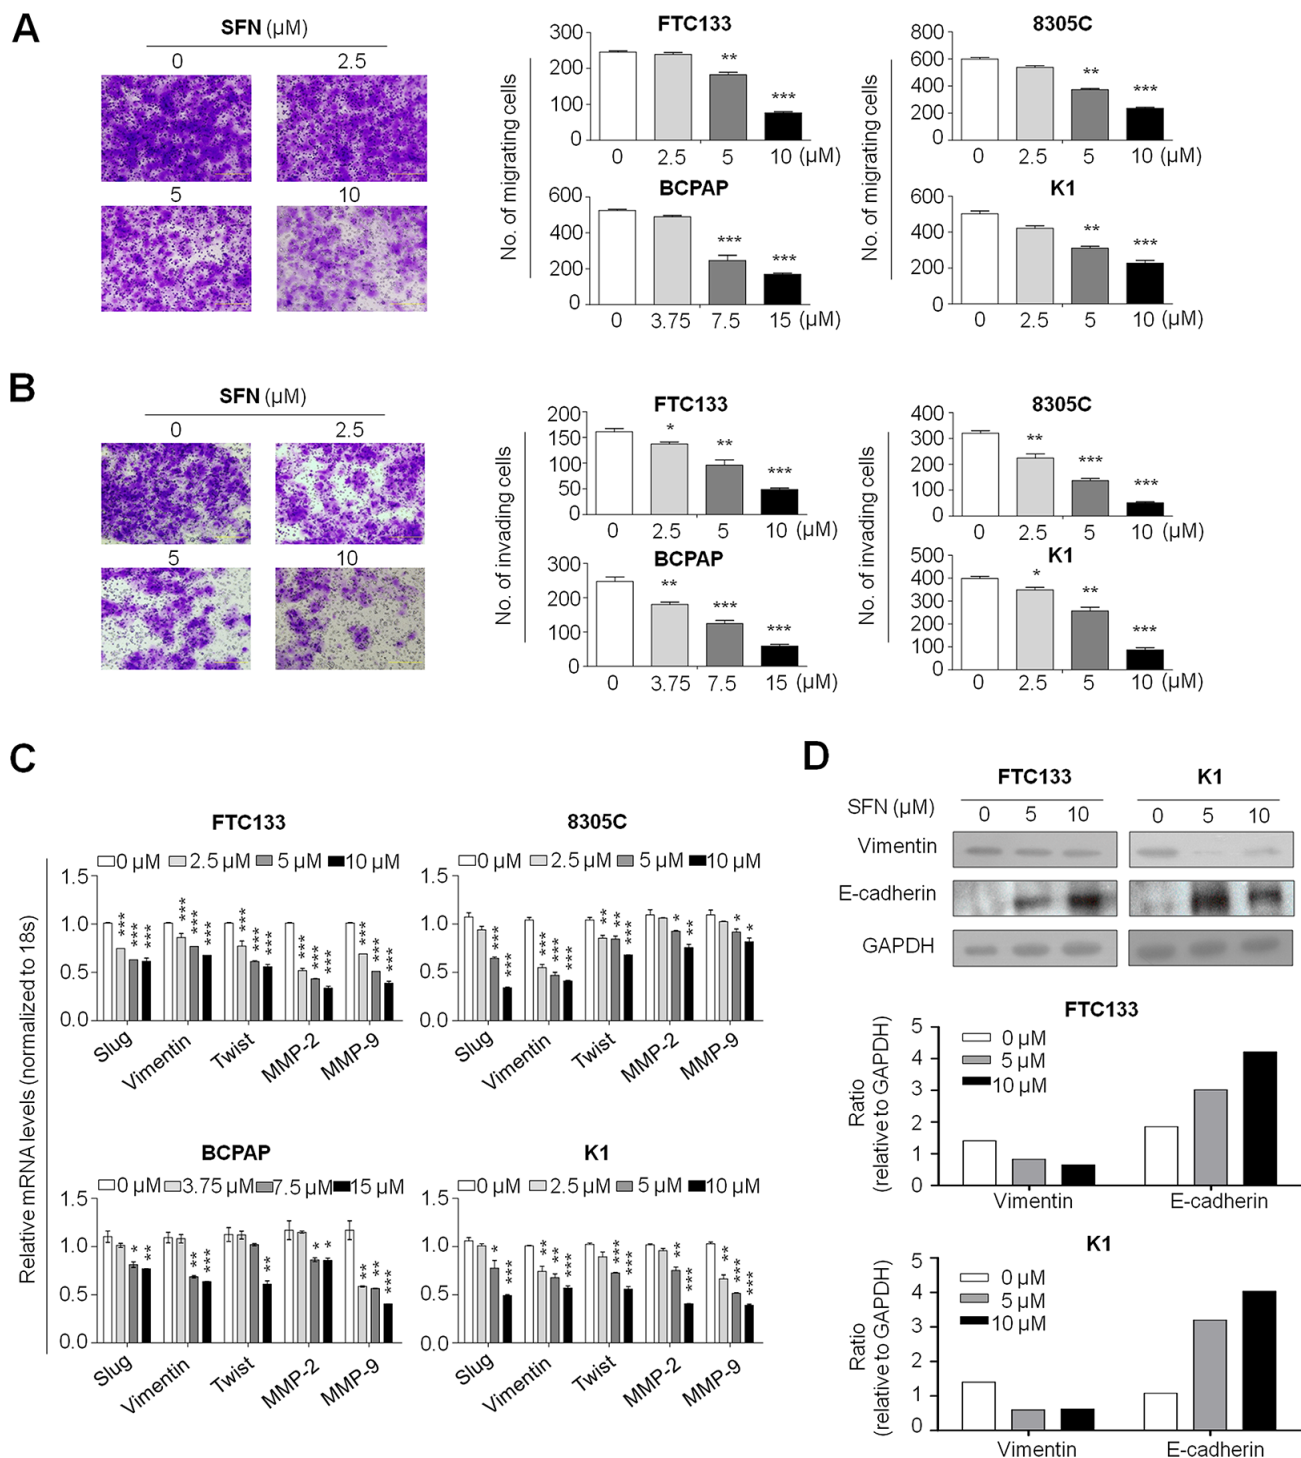 A
SFN (µM)
0 2.5
5 10
No. of migrating cells
FTC133
300
200
100
0
** ***
0 2.5 5 10 (µM)
BCPAP
600
400
200
0
*** ***
0 3.75 7.5 15 (µM)
No. of migrating cells
8305C
800
600
400
200
0
** ***
0 2.5 5 10 (µM)
K1
600
400
200
0
** ***
0 2.5 5 10 (µM)
B
SFN (µM)
0 2.5
5 10
No. of invading cells
FTC133
200
150
100
50
0
* ** ***
0 2.5 5 10 (µM)
BCPAP
300
200
100
0
** *** ***
0 3.75 7.5 15 (µM)
No. of invading cells
8305C
400
300
200
100
0
** *** ***
0 2.5 5 10 (µM)
K1
500
400
300
200
100
0
* ** ***
0 2.5 5 10 (µM)
C
Relative mRNA levels (normalized to 18s)
FTC133
0 µM 2.5 µM 5 µM 10 µM
1.5
1.0
0.5
0.0
*** *** *** *** *** *** *** *** *** *** *** *** *** *** ***
Slug Vimentin Twist MMP-2 MMP-9
8305C
0 µM 2.5 µM 5 µM 10 µM
1.5
1.0
0.5
0.0
*** *** *** *** *** ** ** *** * ** * *
Slug Vimentin Twist MMP-2 MMP-9
BCPAP
0 µM 3.75 µM 7.5 µM 15 µM
1.5
1.0
0.5
0.0
* ** ** *** ** * * ** ** ***
Slug Vimentin Twist MMP-2 MMP-9
K1
0 µM 2.5 µM 5 µM 10 µM
1.5
1.0
0.5
0.0
* *** ** ** *** *** *** ** *** ** *** ***
Slug Vimentin Twist MMP-2 MMP-9
D
FTC133 K1
SFN (µM) 0 5 10 0 5 10
Vimentin
E-cadherin
GAPDH
FTC133
Ratio
(relative to GAPDH)
5
4
3
2
1
0
0 µM
5 µM
10 µM
Vimentin E-cadherin
K1
Ratio
(relative to GAPDH)
5
4
3
2
1
0
0 µM
5 µM
10 µM
Vimentin E-cadherin